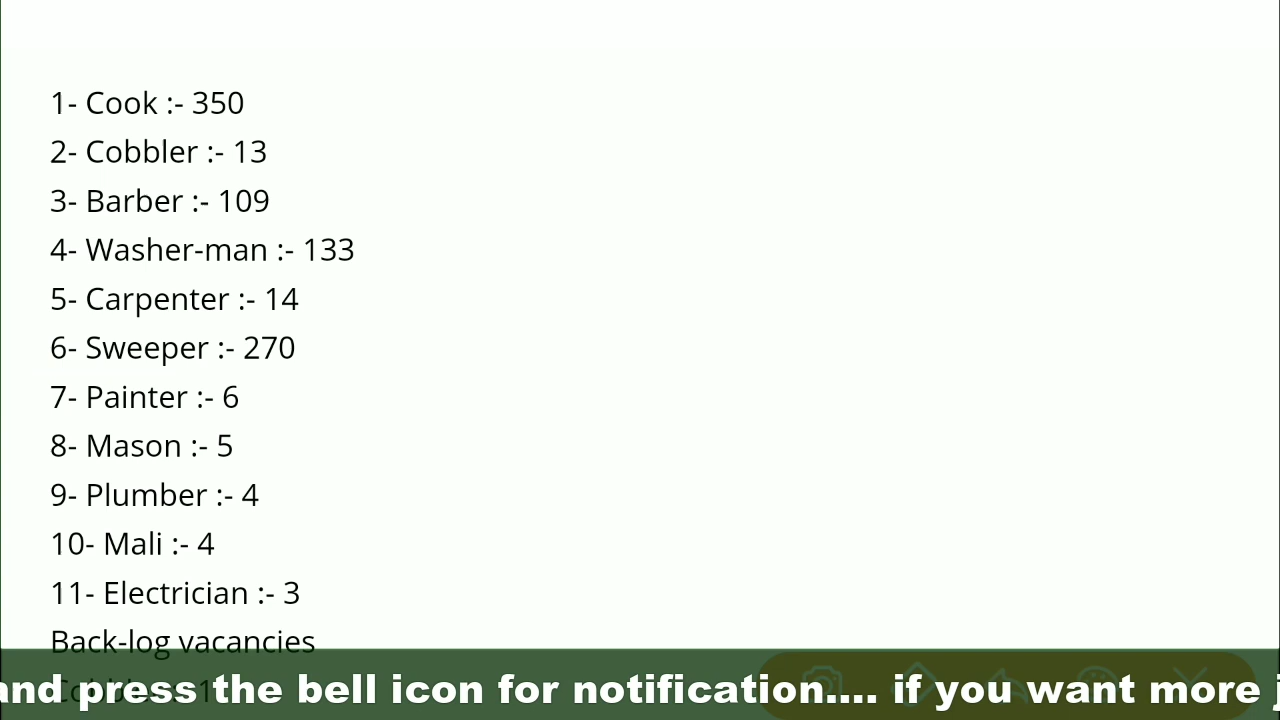 1- Cook :- 350
2- Cobbler :- 13
3- Barber :- 109
4- Washer-man :- 133
5- Carpenter :- 14
6- Sweeper :- 270
7- Painter :- 6
8- Mason :- 5
9- Plumber :- 4
10- Mali :- 4
11- Electrician :- 3
Back-log vacancies
and press the bell icon for notification.... if you want more